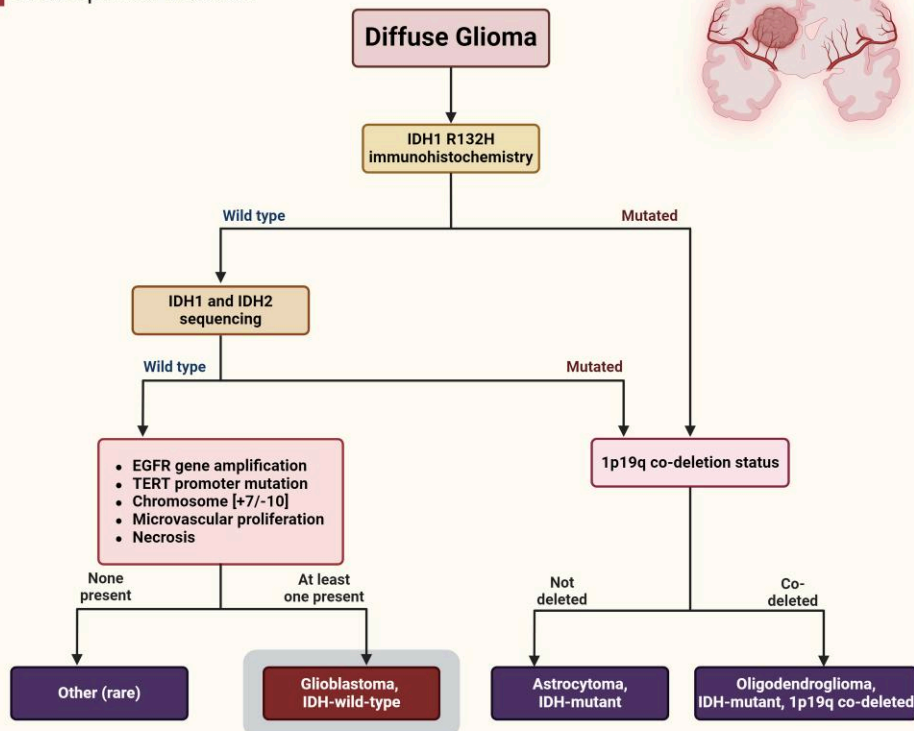 Diffuse Glioma
IDH1 R132H
immunohistochemistry
Wild type
Mutated
IDH1 and IDH2
sequencing
Wild type
Mutated
• EGFR gene amplification
• TERT promoter mutation
• Chromosome [+7/-10]
• Microvascular proliferation
• Necrosis
1p19q co-deletion status
None
present
At least
one present
Not
deleted
Co-
deleted
Other (rare)
Glioblastoma,
IDH-wild-type
Astrocytoma,
IDH-mutant
Oligodendroglioma,
IDH-mutant, 1p19q co-deleted